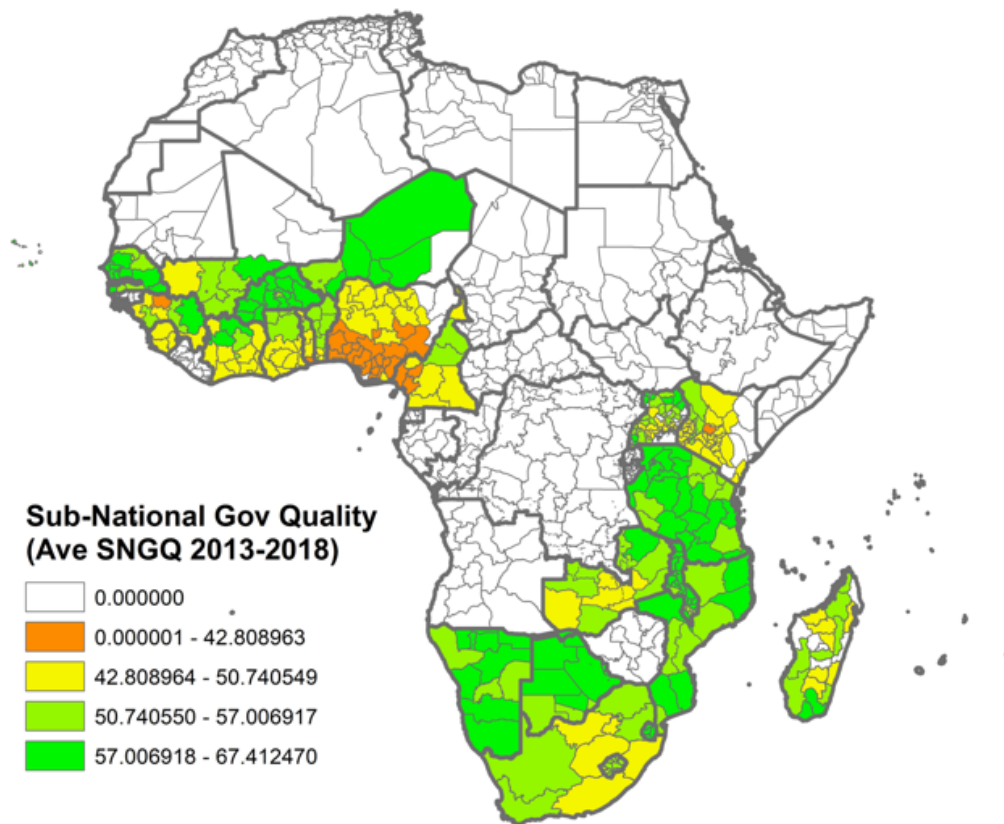 Sub-National Gov Quality
(Ave SNGQ 2013-2018)
0.000000
0.000001 - 42.808963
42.808964 - 50.740549
50.740550 - 57.006917
57.006918 - 67.412470